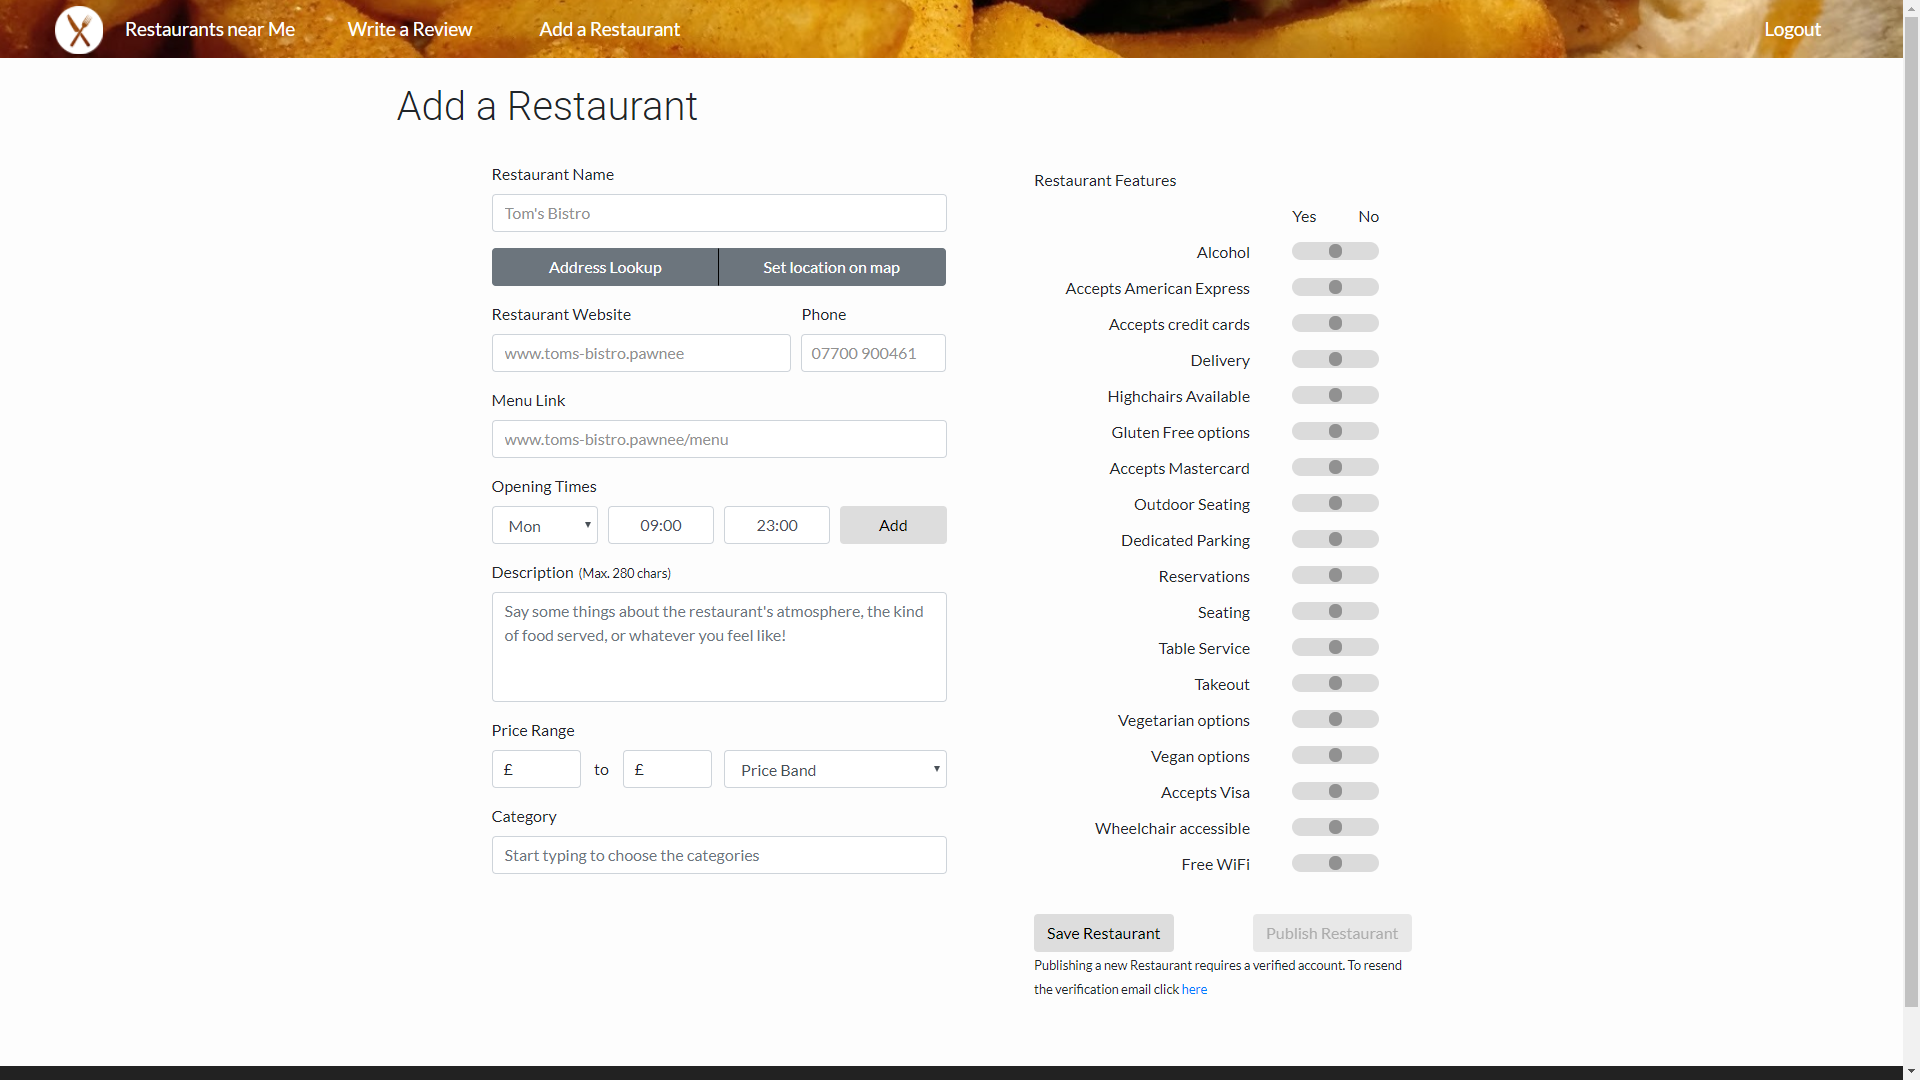 Restaurants near Me
Write a Review
Add a Restaurant
Logout
Add a Restaurant
Restaurant Name
Tom's Bistro
Address Lookup
Set location on map
Restaurant Website
Phone
www.toms-bistro.pawnee
07700 900461
Menu Link
www.toms-bistro.pawnee/menu
Opening Times
Mon
09:00
23:00
Add
Description (Max. 280 chars)
Say some things about the restaurant's atmosphere, the kind
of food served, or whatever you feel like!
Price Range
£
to
£
Price Band
Category
Start typing to choose the categories
Restaurant Features
Yes
No
Alcohol
Accepts American Express
Accepts credit cards
Delivery
Highchairs Available
Gluten Free options
Accepts Mastercard
Outdoor Seating
Dedicated Parking
Reservations
Seating
Table Service
Takeout
Vegetarian options
Vegan options
Accepts Visa
Wheelchair accessible
Free WiFi
Save Restaurant
Publish Restaurant
Publishing a new Restaurant requires a verified account. To resend
the verification email click here